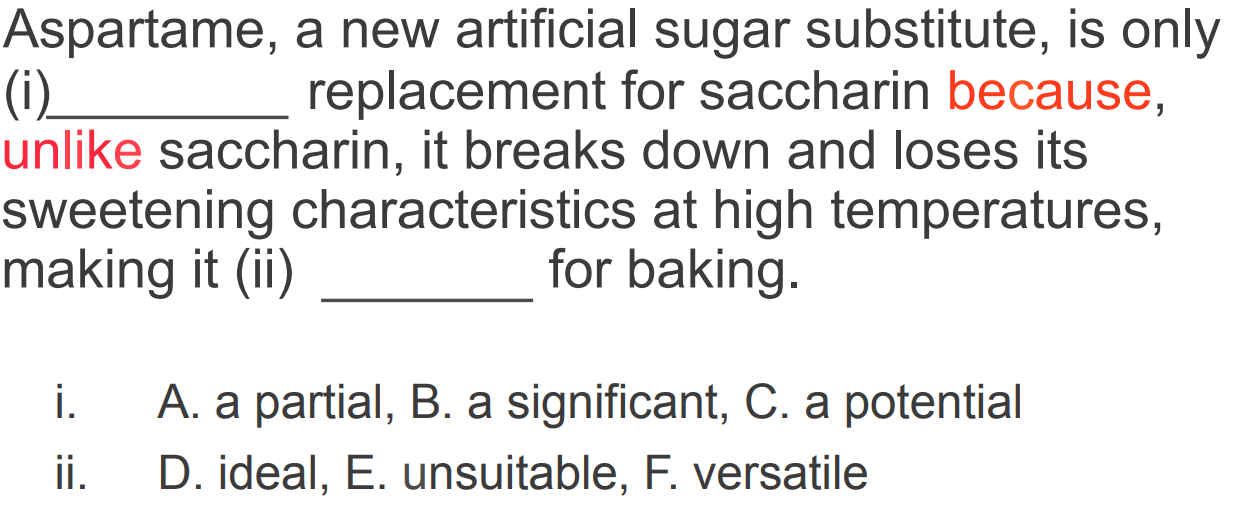 Aspartame, a new artificial sugar substitute, is only
(i)_________ replacement for saccharin because,
unlike saccharin, it breaks down and loses its
sweetening characteristics at high temperatures,
making it (ii) ________ for baking.
i. A. a partial, B. a significant, C. a potential
ii. D. ideal, E. unsuitable, F. versatile